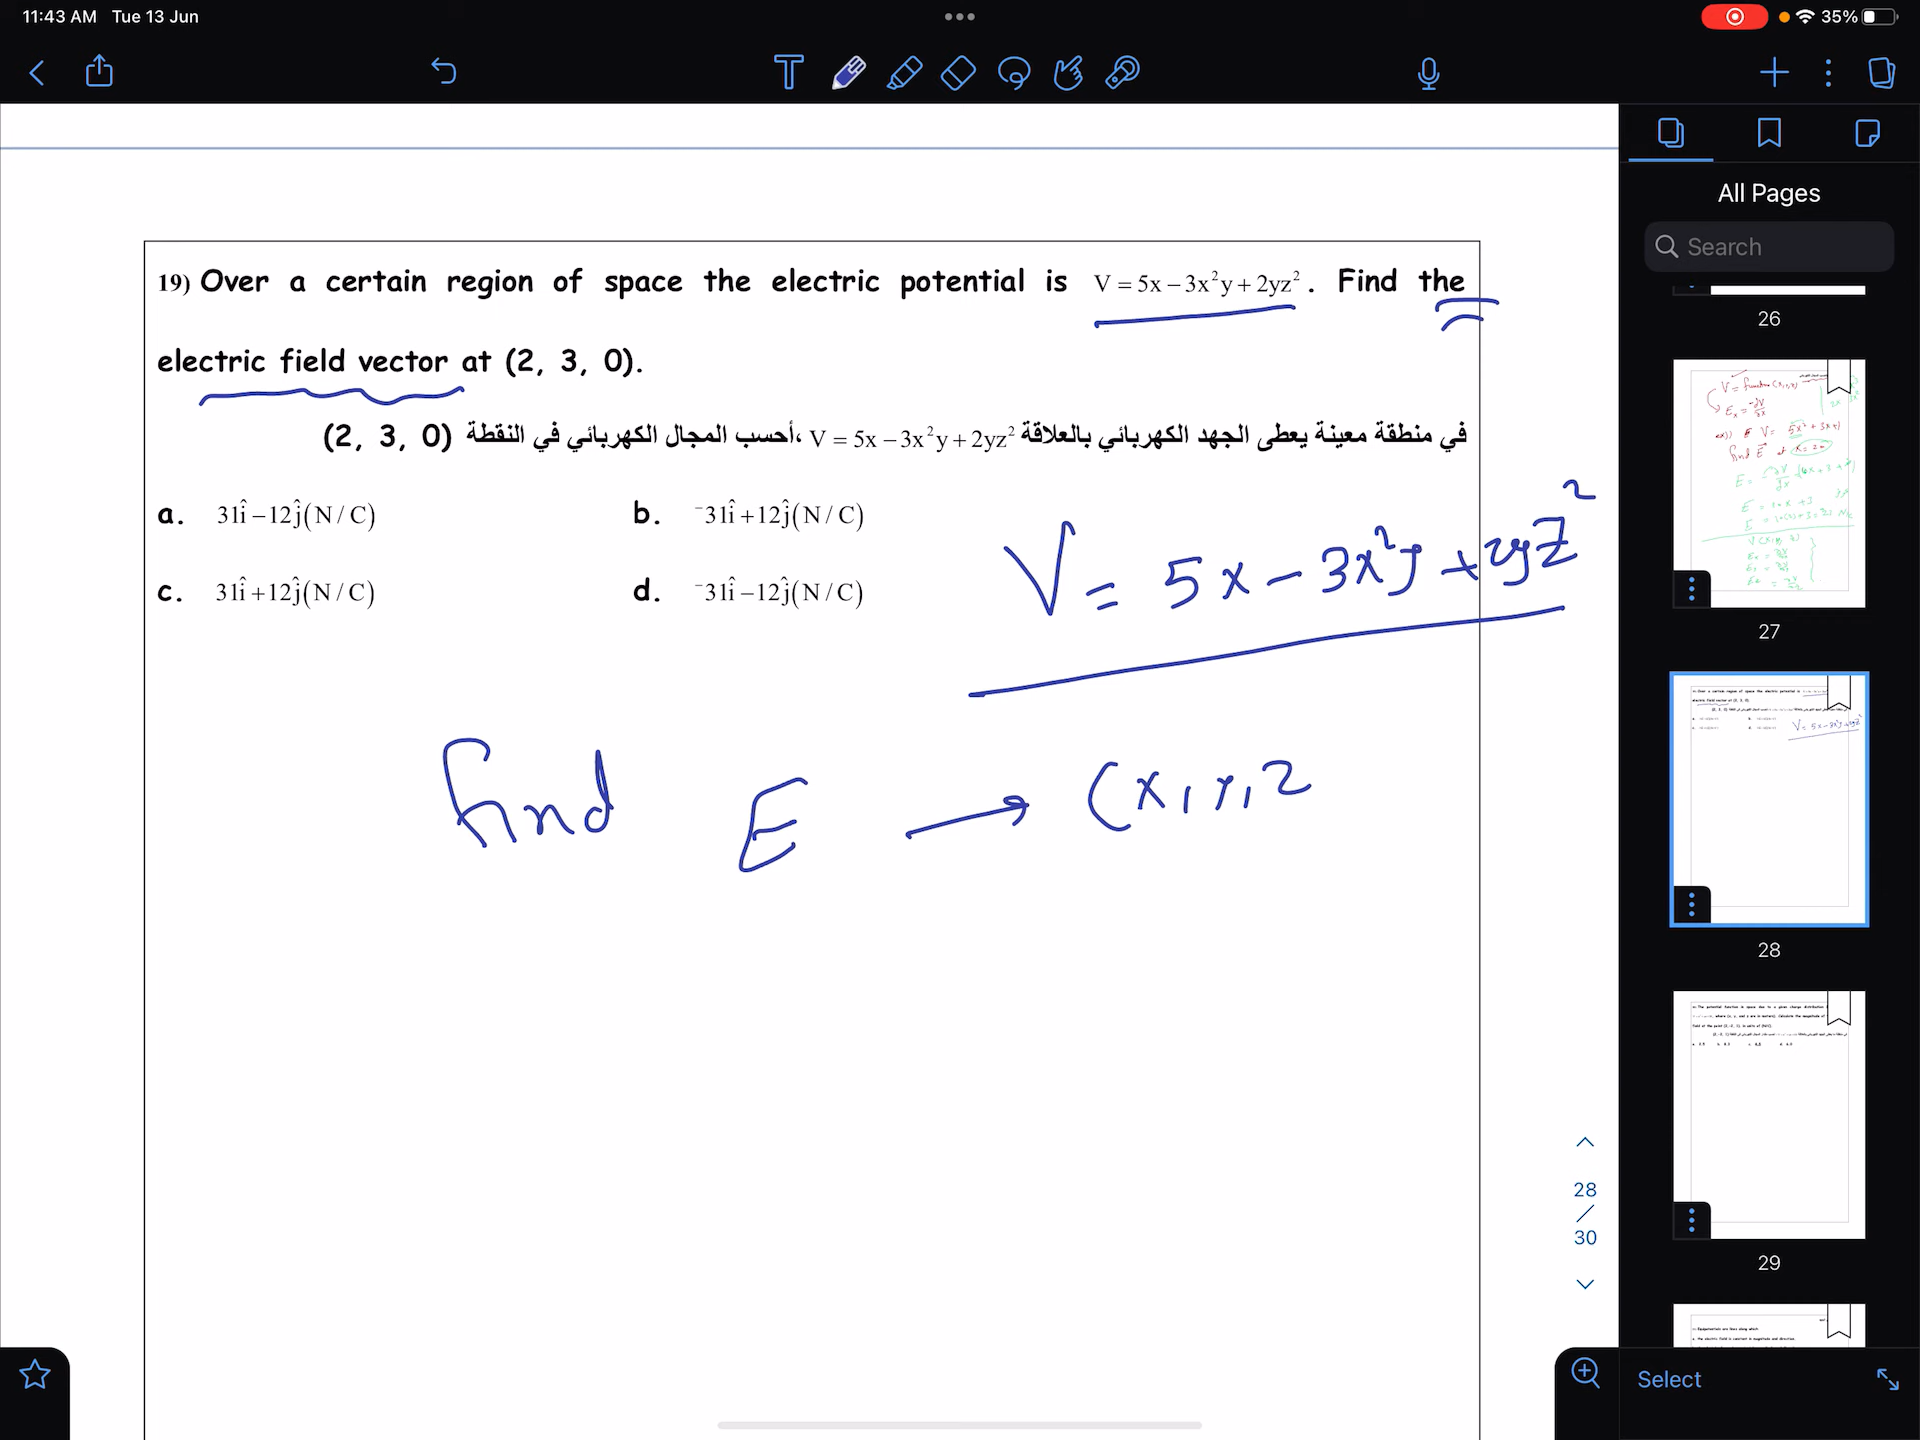 11:43 AM Tue 13 Jun
35%
All Pages
Search
19) Over a certain region of space the electric potential is V = 5x − 3x²y + 2yz². Find the
electric field vector at (2, 3, 0).
في منطقة معينة يعطى الجهد الكهربائي بالعلاقة V = 5x − 3x²y + 2yz² ،أحسب المجال الكهربائي في النقطة (2, 3, 0)
a. 31î − 12ĵ (N/C)
b. ⁻31î + 12ĵ (N/C)
c. 31î + 12ĵ (N/C)
d. ⁻31î − 12ĵ (N/C)
V = 5x − 3x²y + 2yz²
find E → (x, y, z
26
27
28
29
28
/
30
Select